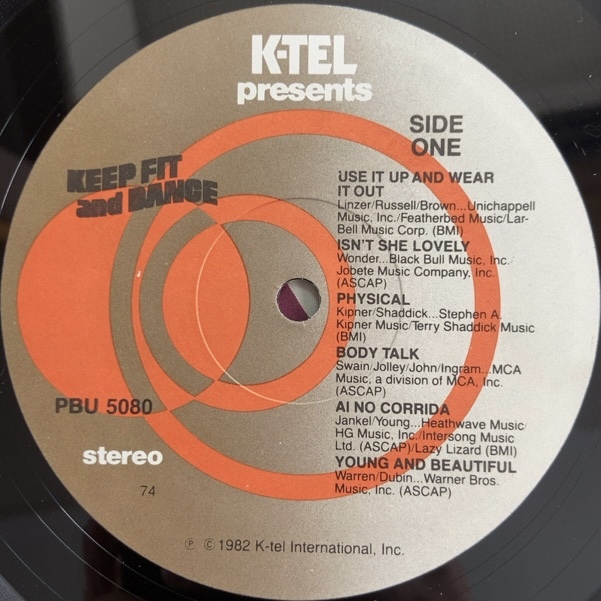 K-TEL
presents
SIDE
ONE
KEEP FIT
and DANCE
USE IT UP AND WEAR
IT OUT
Linzer/Russell/Brown...Unichappell
Music, Inc./Featherbed Music/Lar-
Bell Music Corp. (BMI)
ISN'T SHE LOVELY
Wonder...Black Bull Music, Inc./
Jobete Music Company, Inc.
(ASCAP)
PHYSICAL
Kipner/Shaddick...Stephen A.
Kipner Music/Terry Shaddick Music
(BMI)
BODY TALK
Swain/Jolley/John/Ingram...MCA
Music, a division of MCA, Inc.
(ASCAP)
AI NO CORRIDA
Jankel/Young...Heathwave Music/
HG Music, Inc./Intersong Music
Ltd. (ASCAP)/Lazy Lizard (BMI)
YOUNG AND BEAUTIFUL
Warren/Dubin...Warner Bros.
Music, Inc. (ASCAP)
PBU 5080
stereo
74
℗ © 1982 K-tel International, Inc.